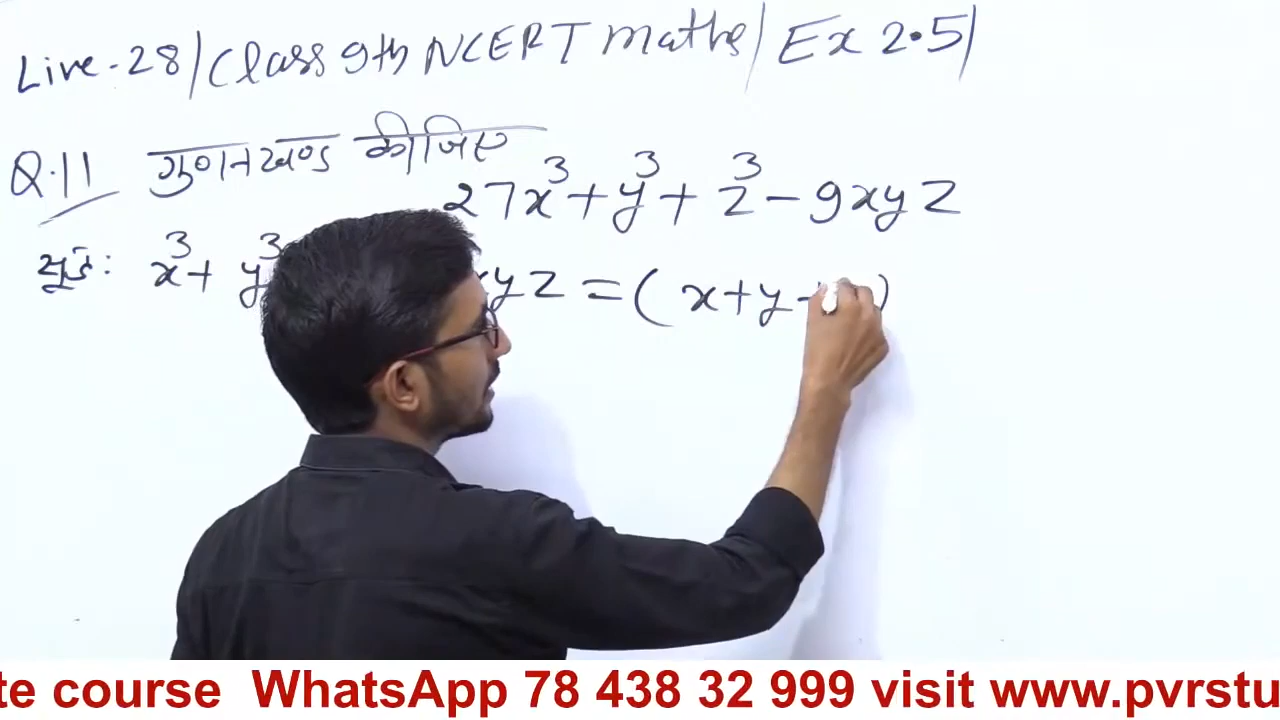 Live-28/Class 9th NCERT maths/Ex 2.5/
Q.11 गुणनखण्ड कीजिए
27x³+y³+z³-9xyz
सूत्र: x³+ y³ xyz =( x+y+ )
te course WhatsApp 78 438 32 999 visit www.pvrstu